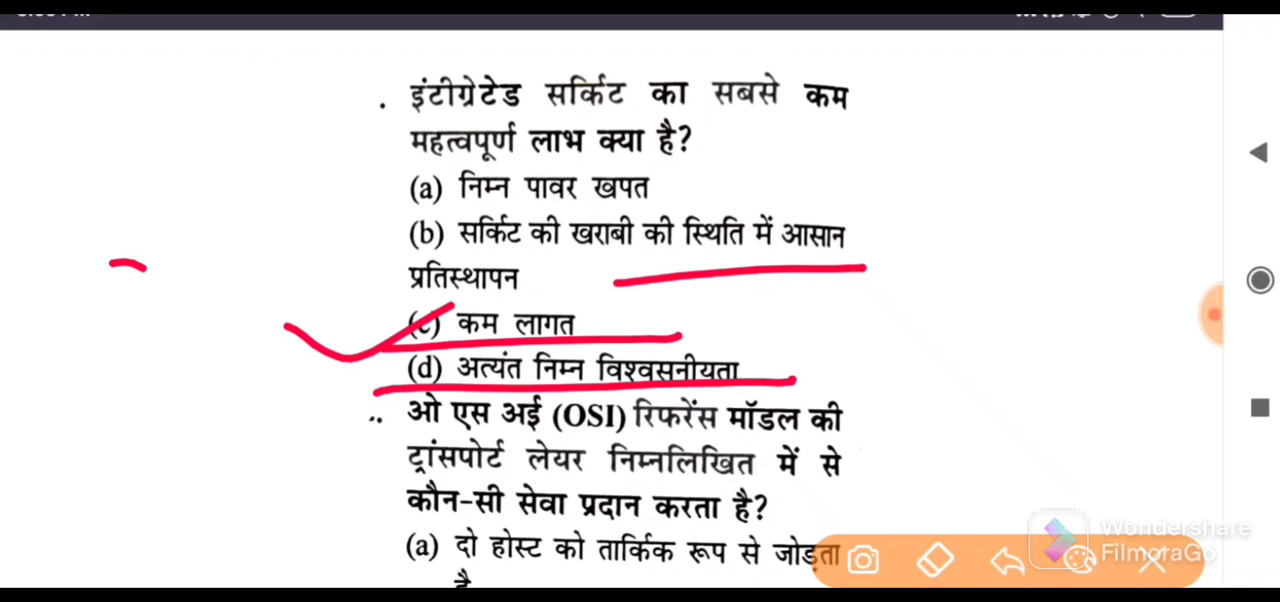 . इंटीग्रेटेड सर्किट का सबसे कम
महत्वपूर्ण लाभ क्या है?
(a) निम्न पावर खपत
(b) सर्किट की खराबी की स्थिति में आसान
प्रतिस्थापन
(c) कम लागत
(d) अत्यंत निम्न विश्वसनीयता
.. ओ एस अई (OSI) रिफरेंस मॉडल की
ट्रांसपोर्ट लेयर निम्नलिखित में से
कौन-सी सेवा प्रदान करता है?
(a) दो होस्ट को तार्किक रूप से जोड़ता
है
Wondershare
FilmoraGo